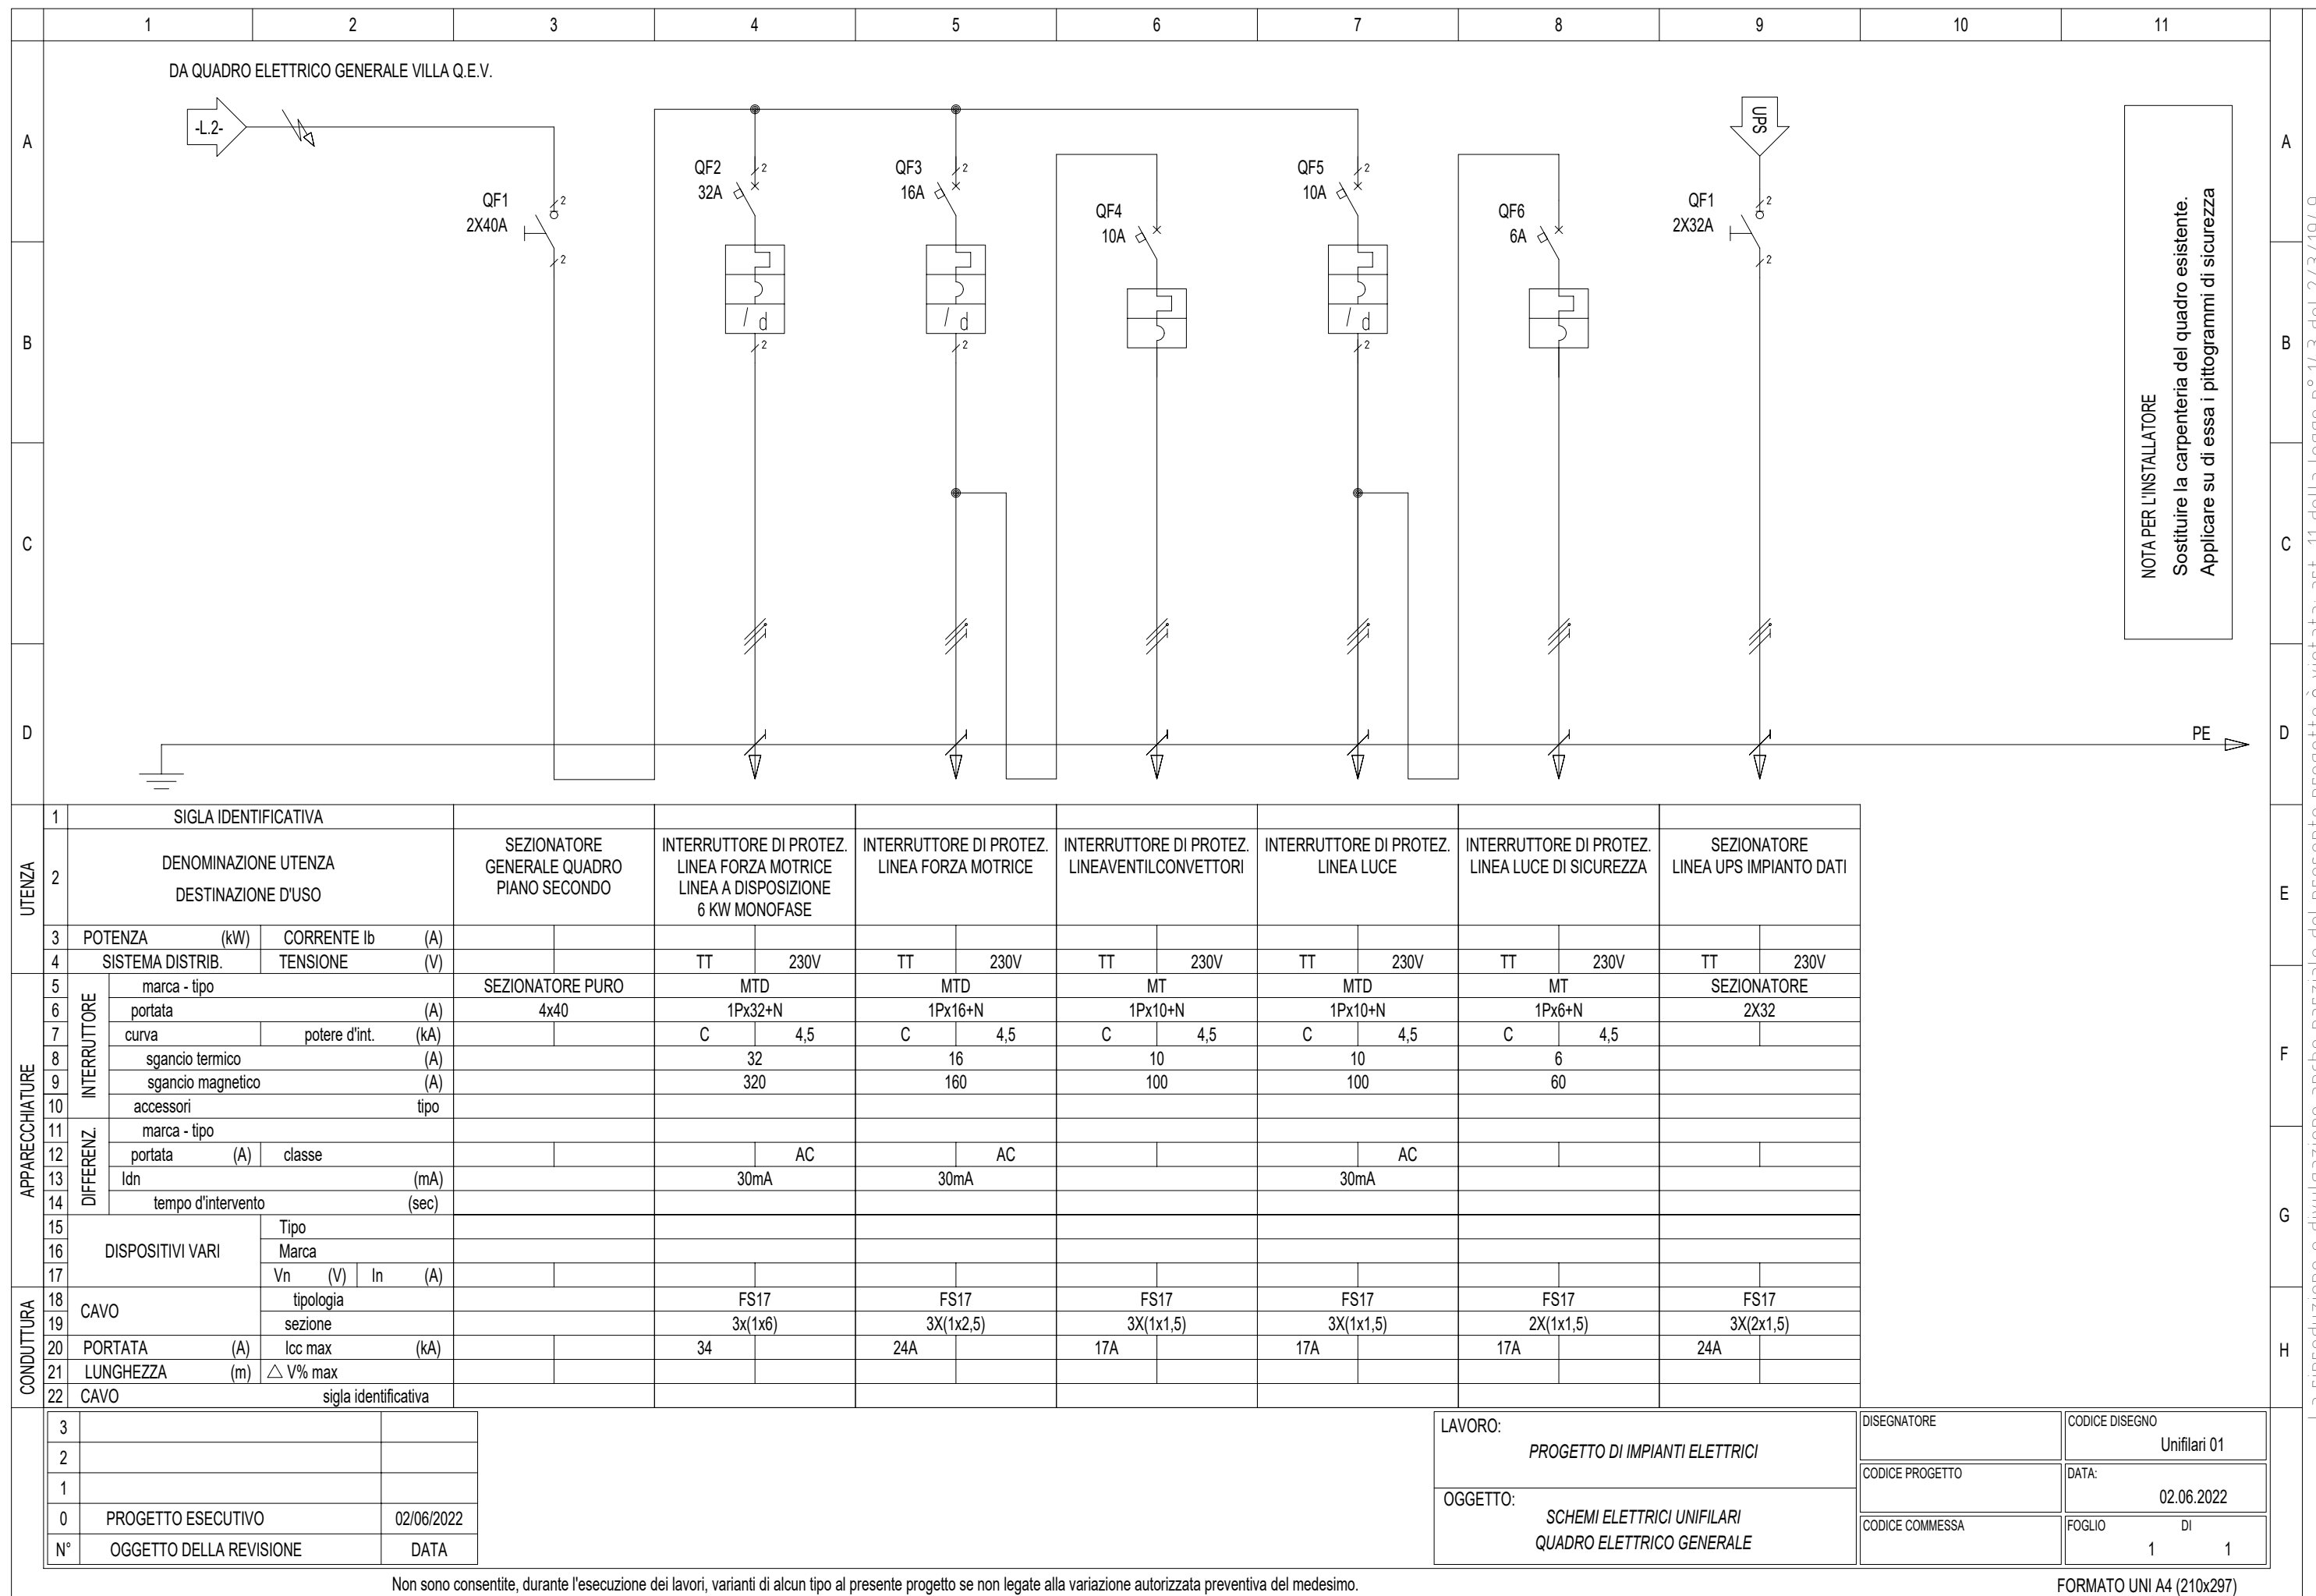 1 2 3 4 5 6 7 8 9 10 11
DA QUADRO ELETTRICO GENERALE VILLA Q.E.V.
-L.2-
UPS
A A
QF1
2X40A
2
2
QF2
32A
2
/ d
2
QF3
16A
2
/ d
2
QF4
10A
QF5
10A
2
/ d
2
QF6
6A
QF1
2X32A
2
2
B B
C C
D D
PE
NOTA PER L'INSTALLATORE
Sostituire la carpenteria del quadro esistente.
Applicare su di essa i pittogrammi di sicurezza
E
F
G
H
UTENZA
1 SIGLA IDENTIFICATIVA
2 DENOMINAZIONE UTENZA
DESTINAZIONE D'USO
SEZIONATORE
GENERALE QUADRO
PIANO SECONDO
INTERRUTTORE DI PROTEZ.
LINEA FORZA MOTRICE
LINEA A DISPOSIZIONE
6 KW MONOFASE
INTERRUTTORE DI PROTEZ.
LINEA FORZA MOTRICE
INTERRUTTORE DI PROTEZ.
LINEAVENTILCONVETTORI
INTERRUTTORE DI PROTEZ.
LINEA LUCE
INTERRUTTORE DI PROTEZ.
LINEA LUCE DI SICUREZZA
SEZIONATORE
LINEA UPS IMPIANTO DATI
3 POTENZA (kW) CORRENTE Ib (A)
4 SISTEMA DISTRIB. TENSIONE (V) TT 230V TT 230V TT 230V TT 230V TT 230V TT 230V
APPARECCHIATURE
INTERRUTTORE
5 marca - tipo SEZIONATORE PURO MTD MTD MT MTD MT SEZIONATORE
6 portata (A) 4x40 1Px32+N 1Px16+N 1Px10+N 1Px10+N 1Px6+N 2X32
7 curva potere d'int. (kA) C 4,5 C 4,5 C 4,5 C 4,5 C 4,5
8 sgancio termico (A) 32 16 10 10 6
9 sgancio magnetico (A) 320 160 100 100 60
10 accessori tipo
DIFFERENZ.
11 marca - tipo
12 portata (A) classe AC AC AC
13 Idn (mA) 30mA 30mA 30mA
14 tempo d'intervento (sec)
DISPOSITIVI VARI
15 Tipo
16 Marca
17 Vn (V) In (A)
CONDUTTURA
18 CAVO tipologia FS17 FS17 FS17 FS17 FS17 FS17
19 sezione 3x(1x6) 3X(1x2,5) 3X(1x1,5) 3X(1x1,5) 2X(1x1,5) 3X(2x1,5)
20 PORTATA (A) Icc max (kA) 34 24A 17A 17A 17A 24A
21 LUNGHEZZA (m) △ V% max
22 CAVO sigla identificativa
3
2
1
0 PROGETTO ESECUTIVO 02/06/2022
N° OGGETTO DELLA REVISIONE DATA
LAVORO:
PROGETTO DI IMPIANTI ELETTRICI
OGGETTO:
SCHEMI ELETTRICI UNIFILARI
QUADRO ELETTRICO GENERALE
DISEGNATORE
CODICE PROGETTO
CODICE COMMESSA
CODICE DISEGNO
Unifilari 01
DATA:
02.06.2022
FOGLIO DI
1 1
Non sono consentite, durante l'esecuzione dei lavori, varianti di alcun tipo al presente progetto se non legate alla variazione autorizzata preventiva del medesimo.
FORMATO UNI A4 (210x297)